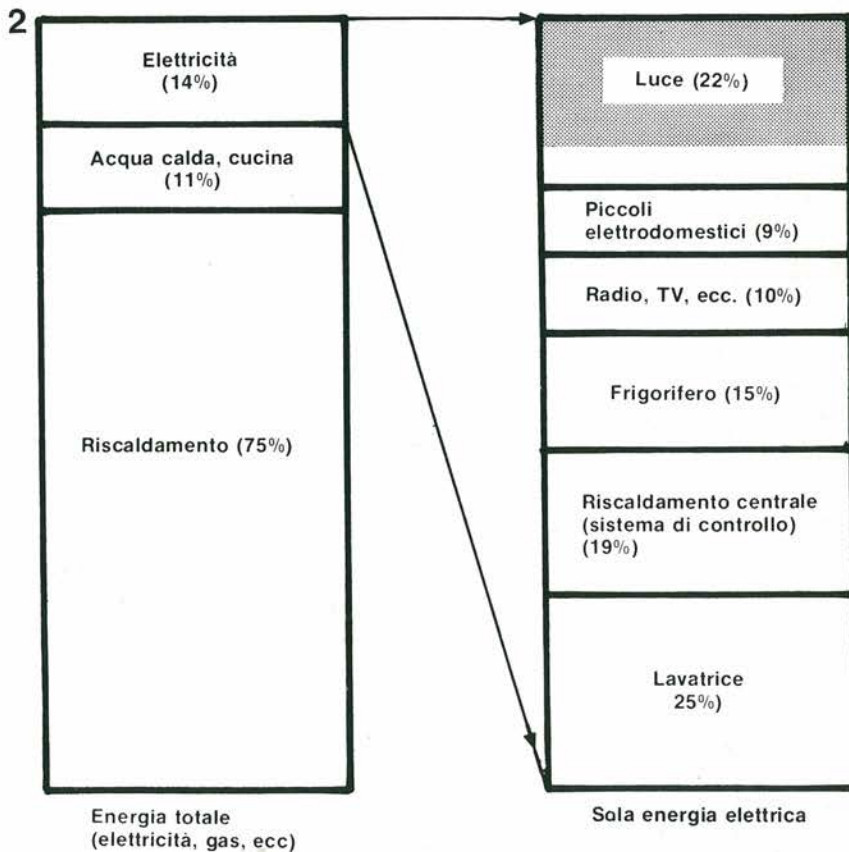 2
Elettricità
(14%)
Acqua calda, cucina
(11%)
Riscaldamento (75%)
Energia totale
(elettricità, gas, ecc)
Luce (22%)
Piccoli
elettrodomestici (9%)
Radio, TV, ecc. (10%)
Frigorifero (15%)
Riscaldamento centrale
(sistema di controllo)
(19%)
Lavatrice
25%)
Sola energia elettrica